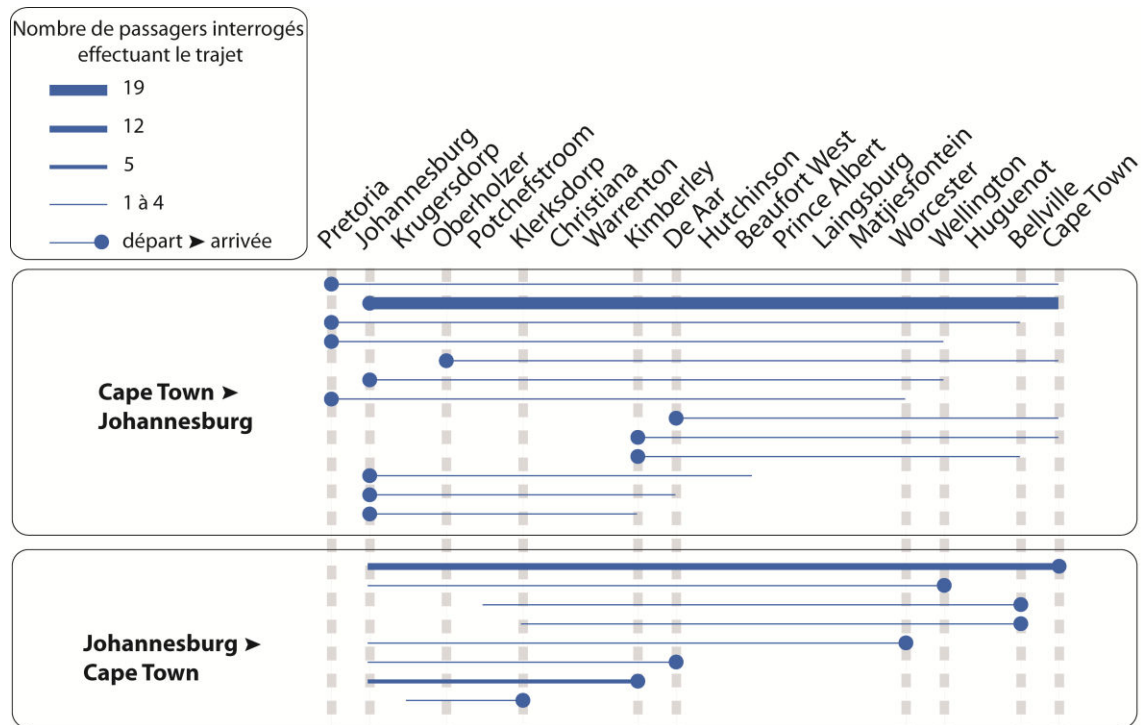 Nombre de passagers interrogés
effectuant le trajet
19
12
5
1 à 4
départ ➤ arrivée
Pretoria
Johannesburg
Krugersdorp
Oberholzer
Potchefstroom
Klerksdorp
Christiana
Warrenton
Kimberley
De Aar
Hutchinson
Beaufort West
Prince Albert
Laingsburg
Matjiesfontein
Worcester
Wellington
Huguenot
Bellville
Cape Town
Cape Town ➤
Johannesburg
Johannesburg ➤
Cape Town